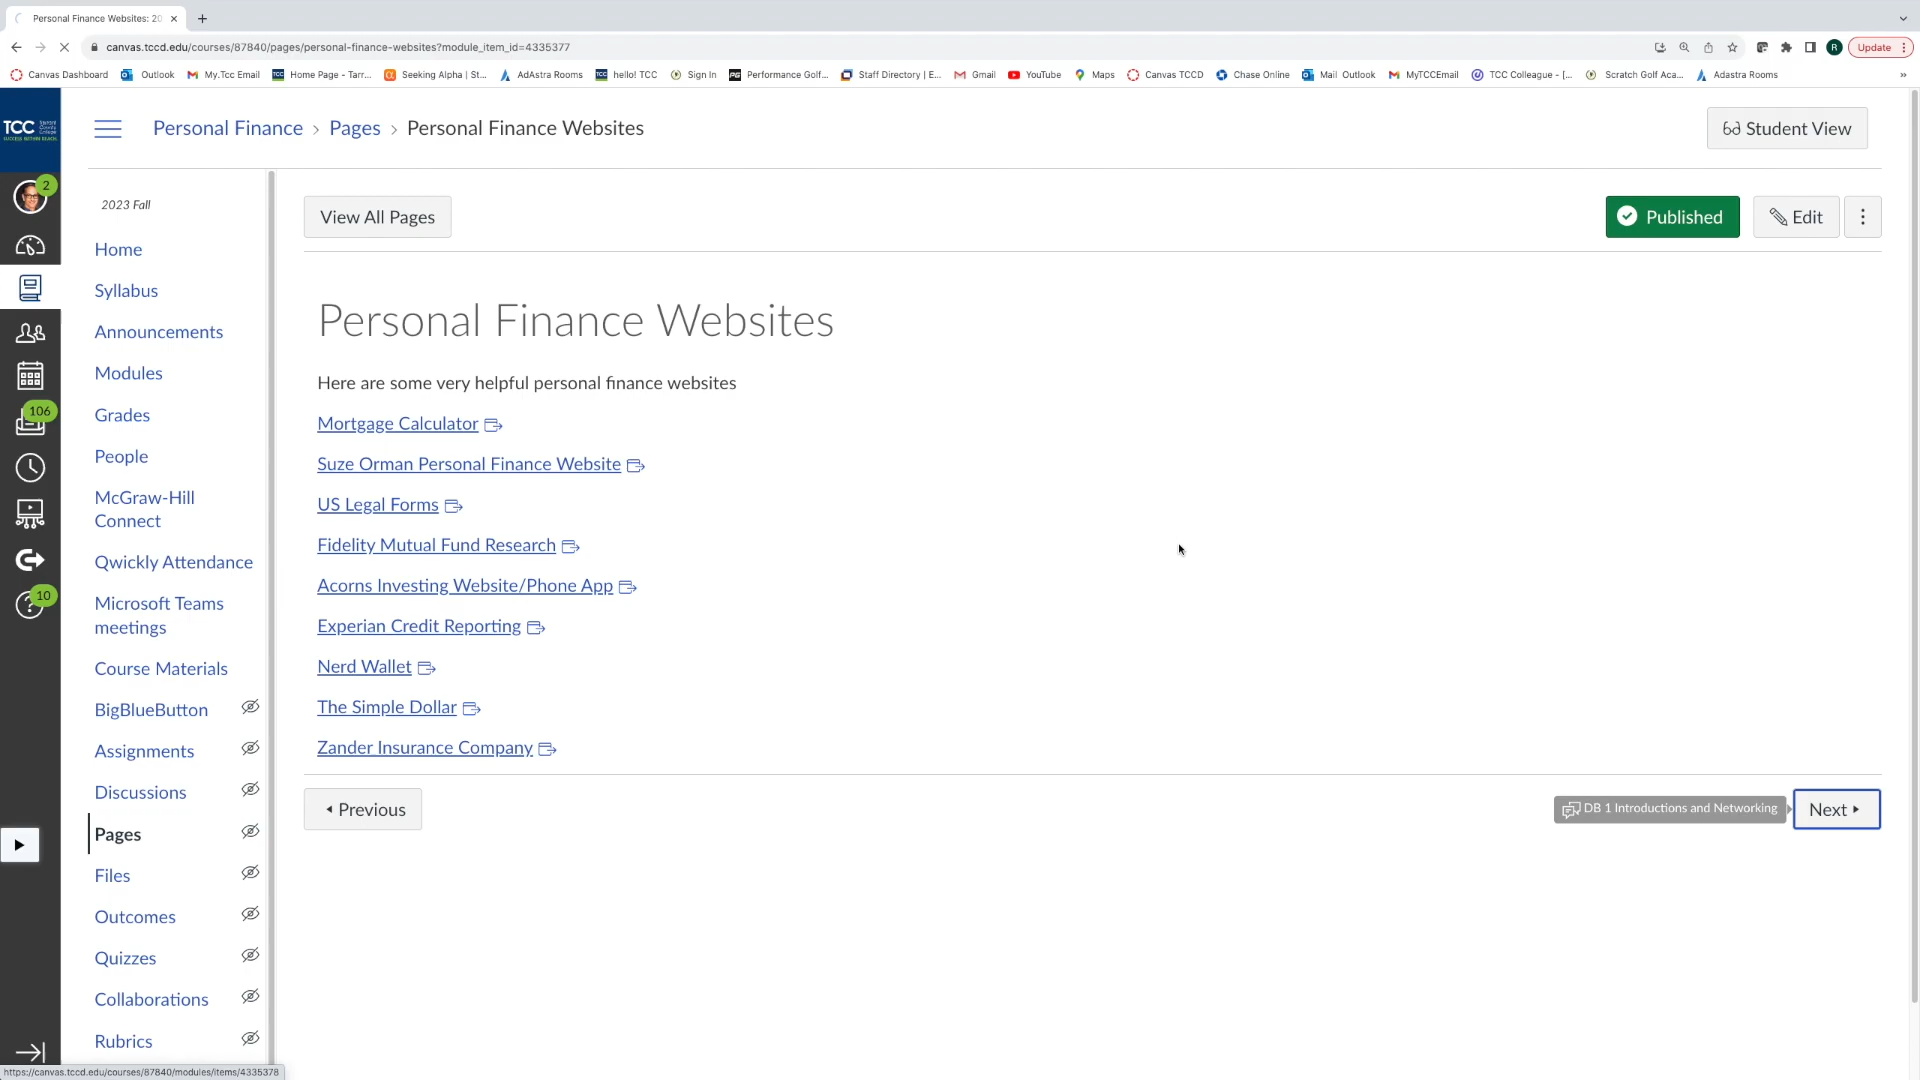 Personal Finance Websites: 20
canvas.tccd.edu/courses/87840/pages/personal-finance-websites?module_item_id=4335377
R
Update
Canvas Dashboard
Outlook
My.Tcc Email
Home Page - Tarr...
Seeking Alpha | St...
AdAstra Rooms
hello! TCC
Sign In
Performance Golf...
Staff Directory | E...
Gmail
YouTube
Maps
Canvas TCCD
Chase Online
Mail Outlook
MyTCCEmail
TCC Colleague - [...
Scratch Golf Aca...
Adastra Rooms
»
TCC
Personal Finance › Pages › Personal Finance Websites
Student View
2
106
10
2023 Fall
Home
Syllabus
Announcements
Modules
Grades
People
McGraw-Hill
Connect
Qwickly Attendance
Microsoft Teams
meetings
Course Materials
BigBlueButton
Assignments
Discussions
Pages
Files
Outcomes
Quizzes
Collaborations
Rubrics
View All Pages
Published
Edit
Personal Finance Websites
Here are some very helpful personal finance websites
Mortgage Calculator
Suze Orman Personal Finance Website
US Legal Forms
Fidelity Mutual Fund Research
Acorns Investing Website/Phone App
Experian Credit Reporting
Nerd Wallet
The Simple Dollar
Zander Insurance Company
Previous
DB 1 Introductions and Networking
Next
https://canvas.tccd.edu/courses/87840/modules/items/4335378